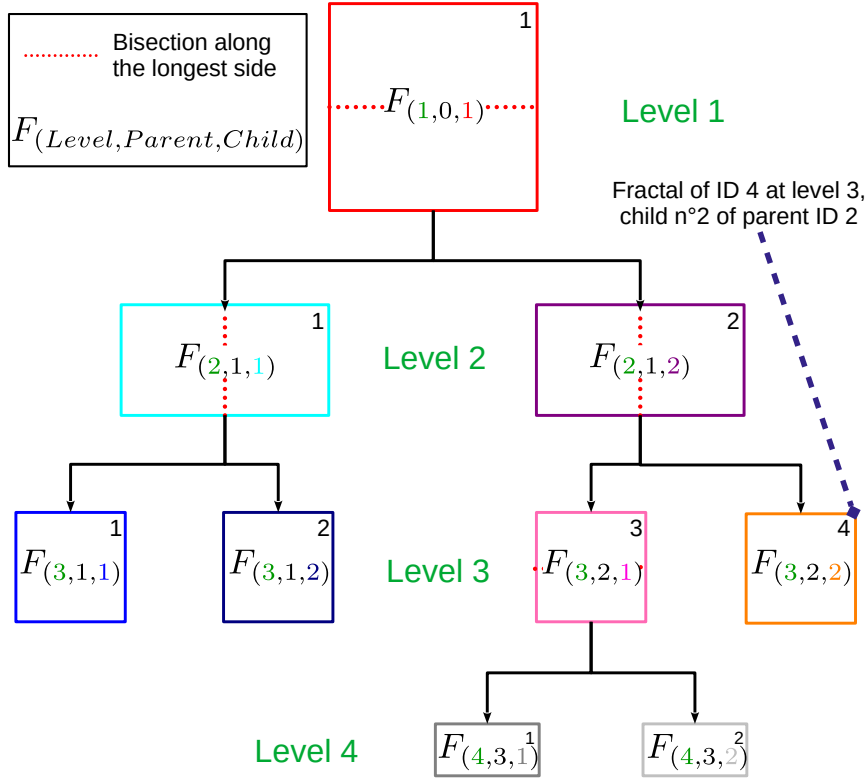 Bisection along
the longest side
F(Level,Parent,Child)
1
F(1,0,1)
Level 1
Fractal of ID 4 at level 3,
child n°2 of parent ID 2
1
F(2,1,1)
Level 2
2
F(2,1,2)
1
F(3,1,1)
2
F(3,1,2)
Level 3
3
F(3,2,1)
4
F(3,2,2)
Level 4
1
F(4,3,1)
2
F(4,3,2)